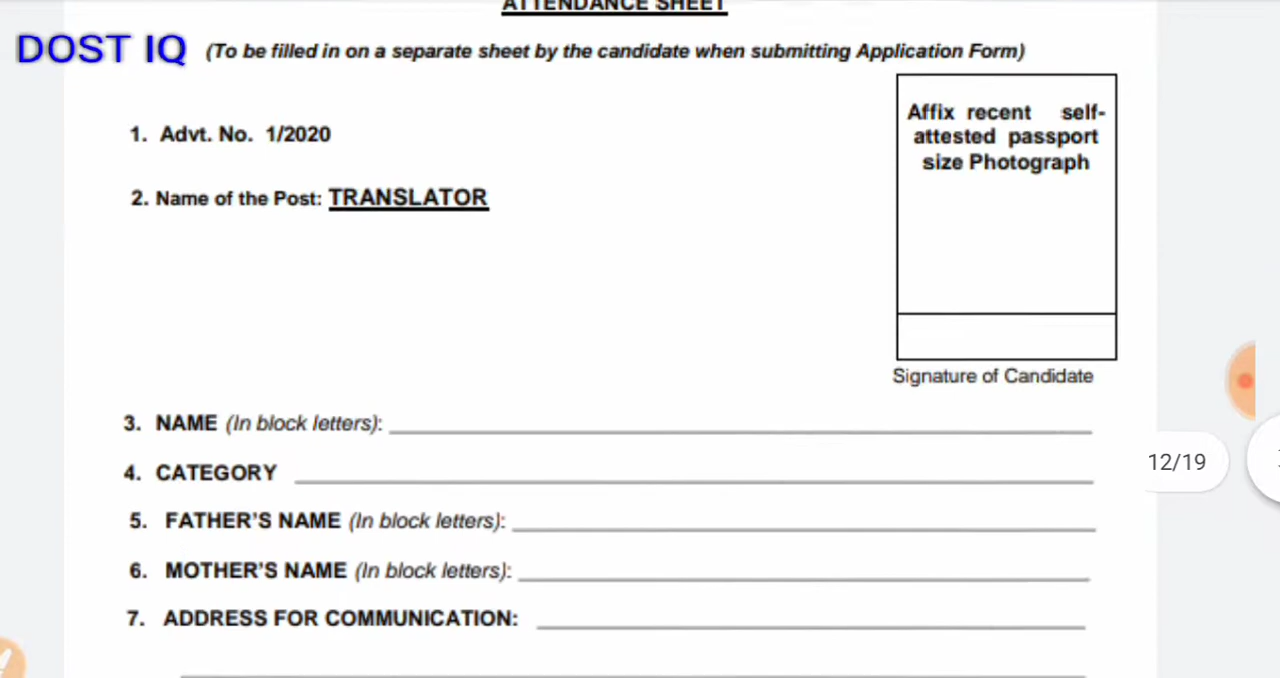 ATTENDANCE SHEET
DOST IQ
(To be filled in on a separate sheet by the candidate when submitting Application Form)
Affix recent self-
attested passport
size Photograph
1. Advt. No. 1/2020
2. Name of the Post: TRANSLATOR
Signature of Candidate
3. NAME (In block letters):
4. CATEGORY
12/19
5. FATHER'S NAME (In block letters):
6. MOTHER'S NAME (In block letters):
7. ADDRESS FOR COMMUNICATION: